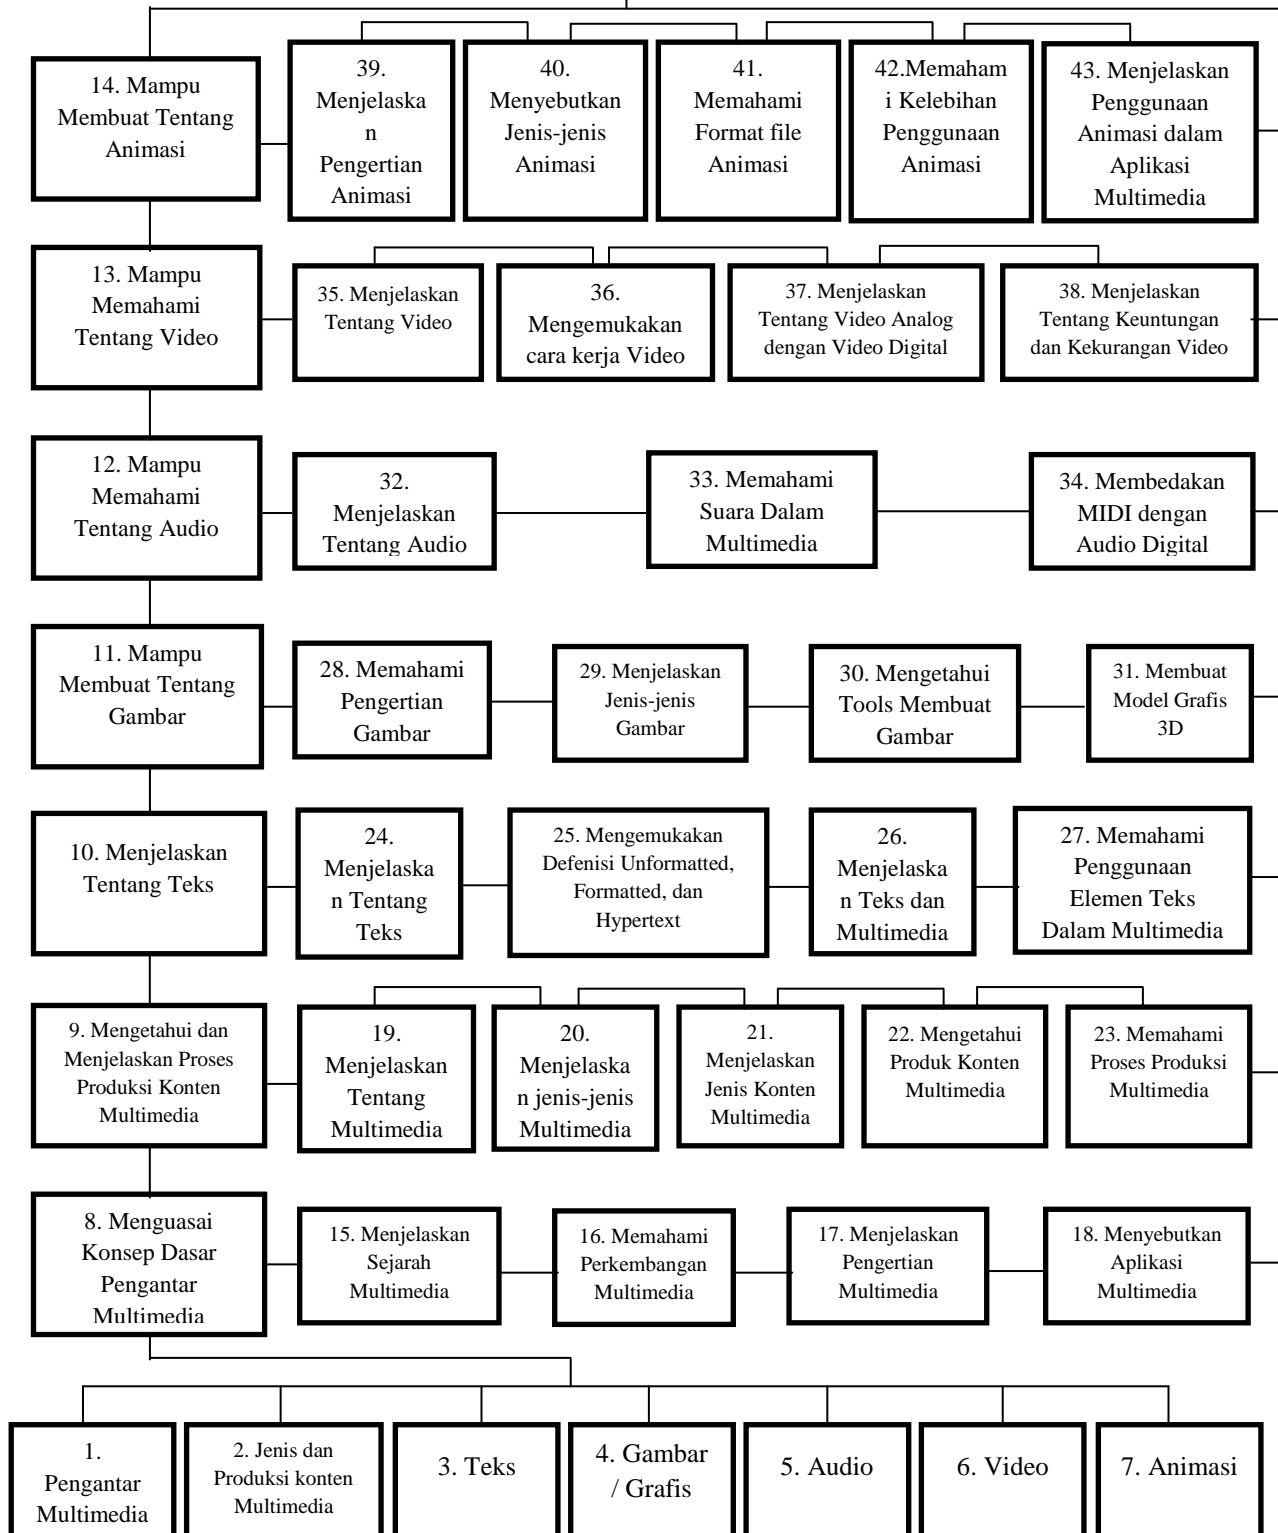 14. Mampu
Membuat Tentang
Animasi
39.
Menjelaska
n
Pengertian
Animasi
40.
Menyebutkan
Jenis-jenis
Animasi
41.
Memahami
Format file
Animasi
42.Memaham
i Kelebihan
Penggunaan
Animasi
43. Menjelaskan
Penggunaan
Animasi dalam
Aplikasi
Multimedia
13. Mampu
Memahami
Tentang Video
35. Menjelaskan
Tentang Video
36.
Mengemukakan
cara kerja Video
37. Menjelaskan
Tentang Video Analog
dengan Video Digital
38. Menjelaskan
Tentang Keuntungan
dan Kekurangan Video
12. Mampu
Memahami
Tentang Audio
32.
Menjelaskan
Tentang Audio
33. Memahami
Suara Dalam
Multimedia
34. Membedakan
MIDI dengan
Audio Digital
11. Mampu
Membuat Tentang
Gambar
28. Memahami
Pengertian
Gambar
29. Menjelaskan
Jenis-jenis
Gambar
30. Mengetahui
Tools Membuat
Gambar
31. Membuat
Model Grafis
3D
10. Menjelaskan
Tentang Teks
24.
Menjelaska
n Tentang
Teks
25. Mengemukakan
Defenisi Unformatted,
Formatted, dan
Hypertext
26.
Menjelaska
n Teks dan
Multimedia
27. Memahami
Penggunaan
Elemen Teks
Dalam Multimedia
9. Mengetahui dan
Menjelaskan Proses
Produksi Konten
Multimedia
19.
Menjelaskan
Tentang
Multimedia
20.
Menjelaska
n jenis-jenis
Multimedia
21.
Menjelaskan
Jenis Konten
Multimedia
22. Mengetahui
Produk Konten
Multimedia
23. Memahami
Proses Produksi
Multimedia
8. Menguasai
Konsep Dasar
Pengantar
Multimedia
15. Menjelaskan
Sejarah
Multimedia
16. Memahami
Perkembangan
Multimedia
17. Menjelaskan
Pengertian
Multimedia
18. Menyebutkan
Aplikasi
Multimedia
1.
Pengantar
Multimedia
2. Jenis dan
Produksi konten
Multimedia
3. Teks
4. Gambar
/ Grafis
5. Audio
6. Video
7. Animasi